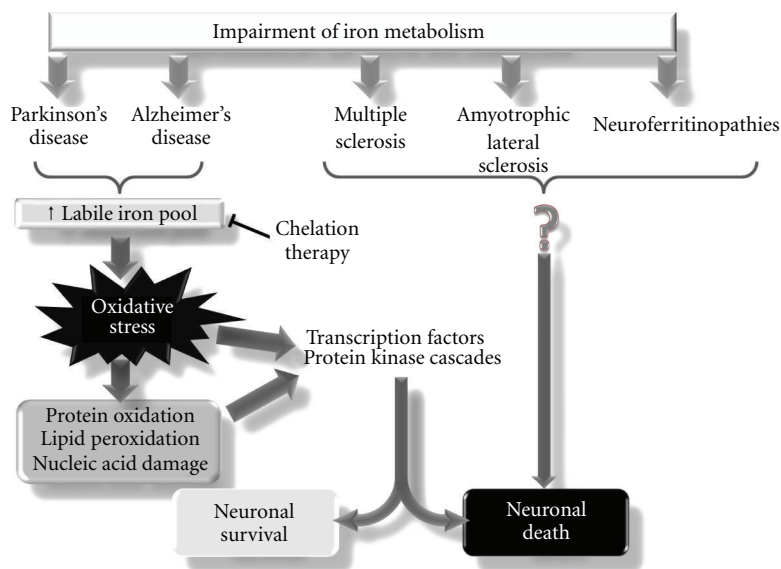 Impairment of iron metabolism
Parkinson's
disease
Alzheimer's
disease
Multiple
sclerosis
Amyotrophic
lateral
sclerosis
Neuroferritinopathies
↑ Labile iron pool
Chelation
therapy
?
Oxidative
stress
Transcription factors
Protein kinase cascades
Protein oxidation
Lipid peroxidation
Nucleic acid damage
Neuronal
survival
Neuronal
death